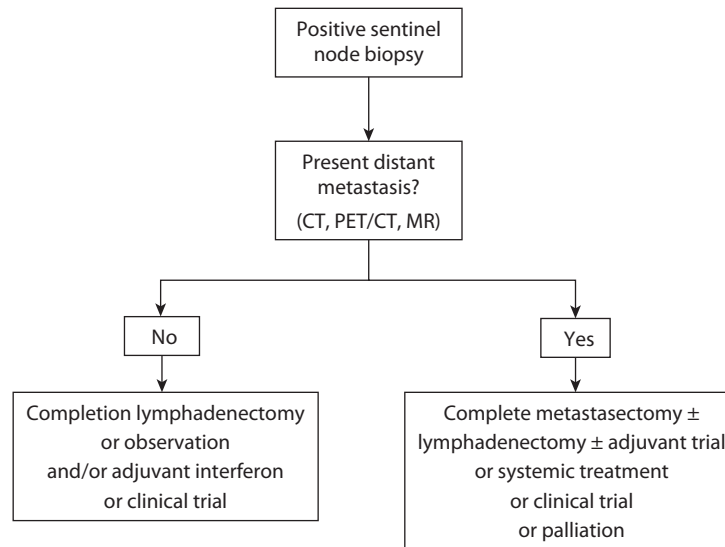 Positive sentinel
node biopsy
Present distant
metastasis?
(CT, PET/CT, MR)
No
Yes
Completion lymphadenectomy
or observation
and/or adjuvant interferon
or clinical trial
Complete metastasectomy ±
lymphadenectomy ± adjuvant trial
or systemic treatment
or clinical trial
or palliation